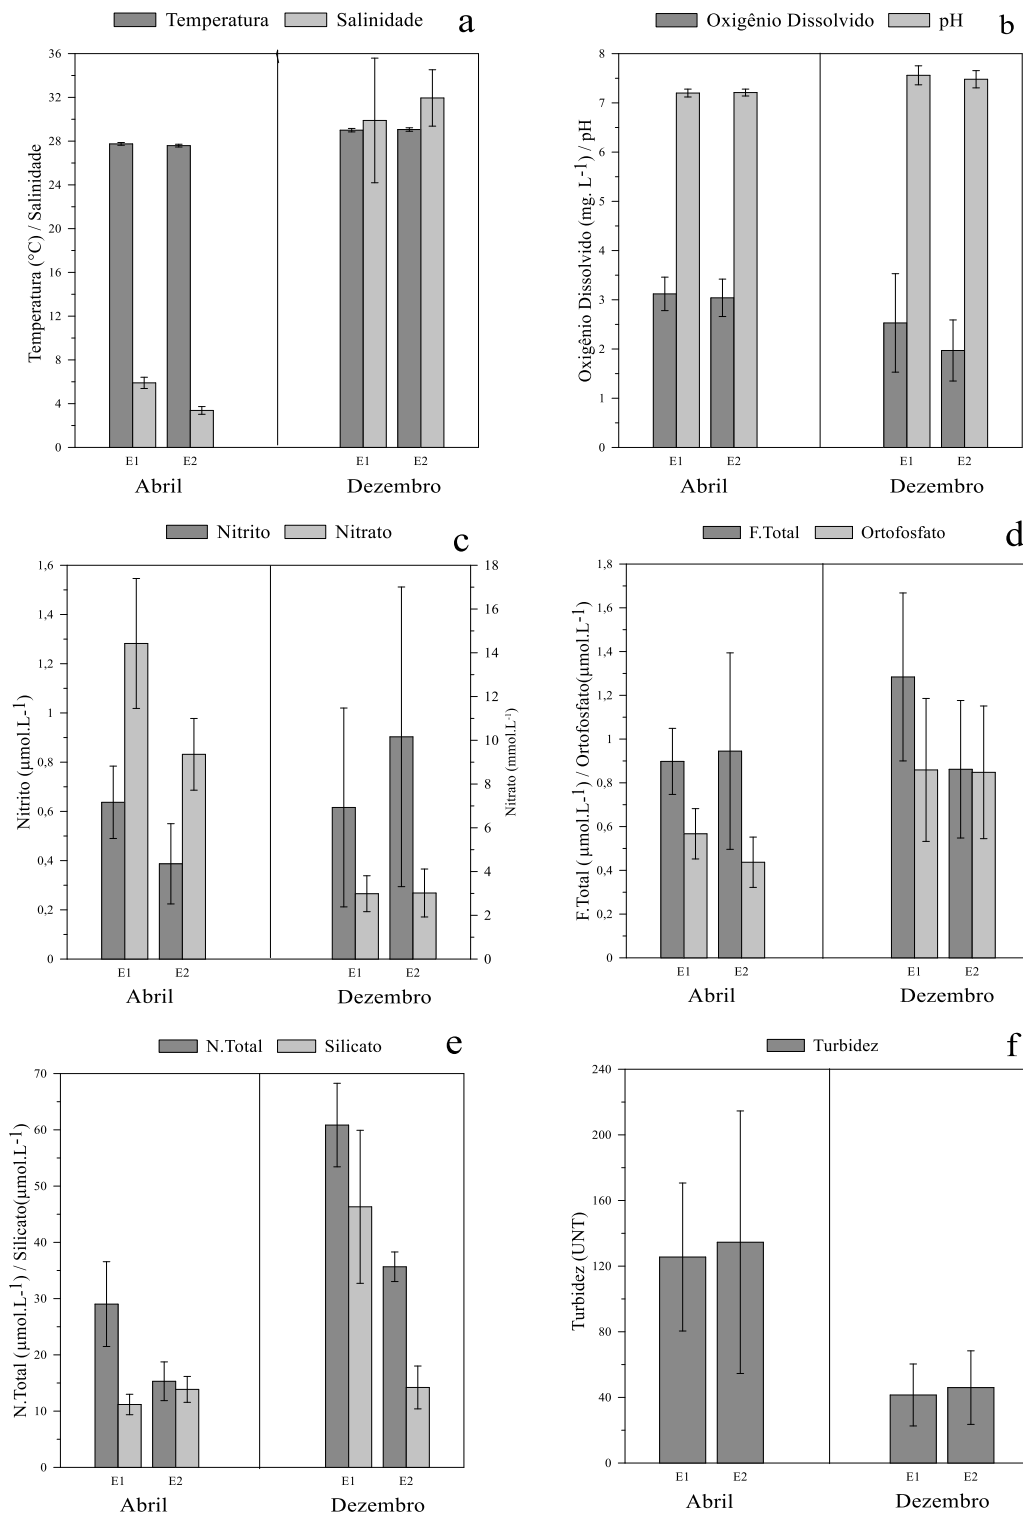 Temperatura Salinidade a
36
32
28
24
20
16
12
8
4
0
Temperatura (°C) / Salinidade
E1 E2 E1 E2
Abril Dezembro
Oxigênio Dissolvido pH b
8
7
6
5
4
3
2
1
0
Oxigênio Dissolvido (mg. L-1) / pH
E1 E2 E1 E2
Abril Dezembro
Nitrito Nitrato c
1,6
1,4
1,2
1
0,8
0,6
0,4
0,2
0
Nitrito (µmol.L-1)
18
16
14
12
10
8
6
4
2
0
Nitrato (mmol.L-1)
E1 E2 E1 E2
Abril Dezembro
F.Total Ortofosfato d
1,8
1,6
1,4
1,2
1
0,8
0,6
0,4
0,2
0
F.Total ( µmol.L-1) / Ortofosfato(µmol.L-1)
E1 E2 E1 E2
Abril Dezembro
N.Total Silicato e
70
60
50
40
30
20
10
0
N.Total (µmol.L-1) / Silicato(µmol.L-1)
E1 E2 E1 E2
Abril Dezembro
Turbidez f
240
200
160
120
80
40
0
Turbidez (UNT)
E1 E2 E1 E2
Abril Dezembro